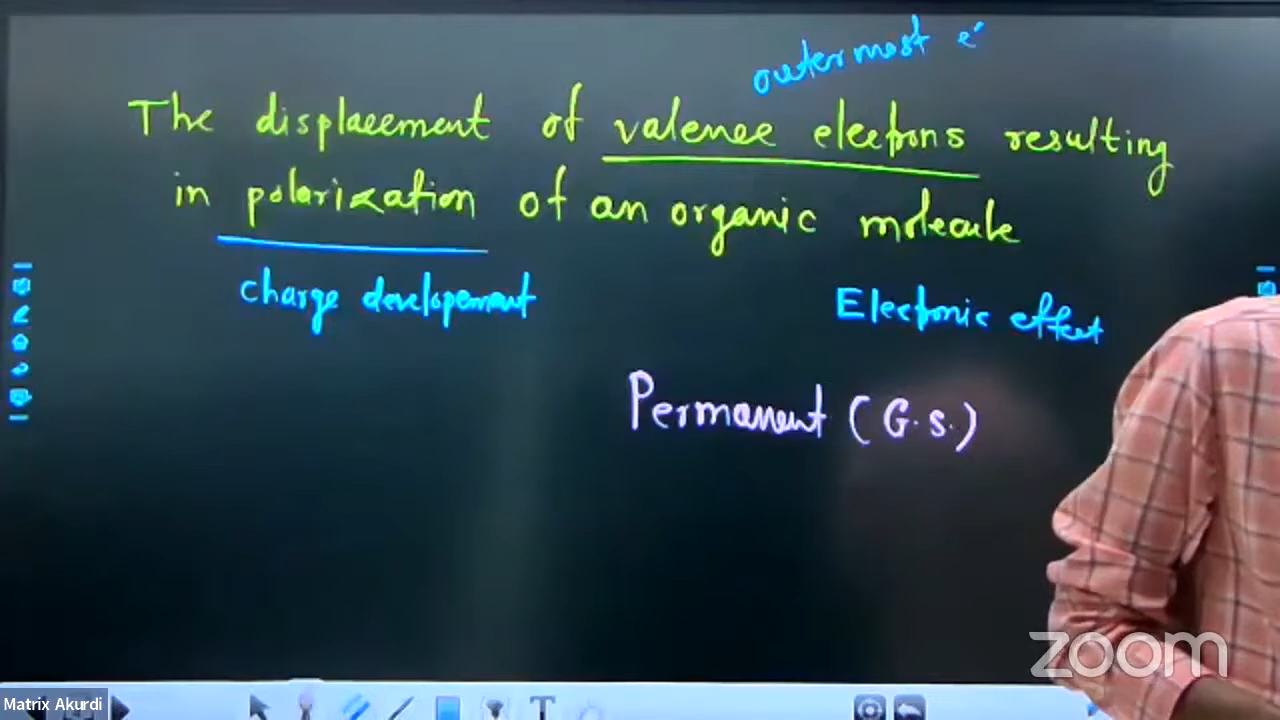 outermost e⁻
The displacement of valence electrons resulting
in polarization of an organic molecule
charge developement
Electronic effect
Permanent (G.S.)
zoom
Matrix Akurdi
T